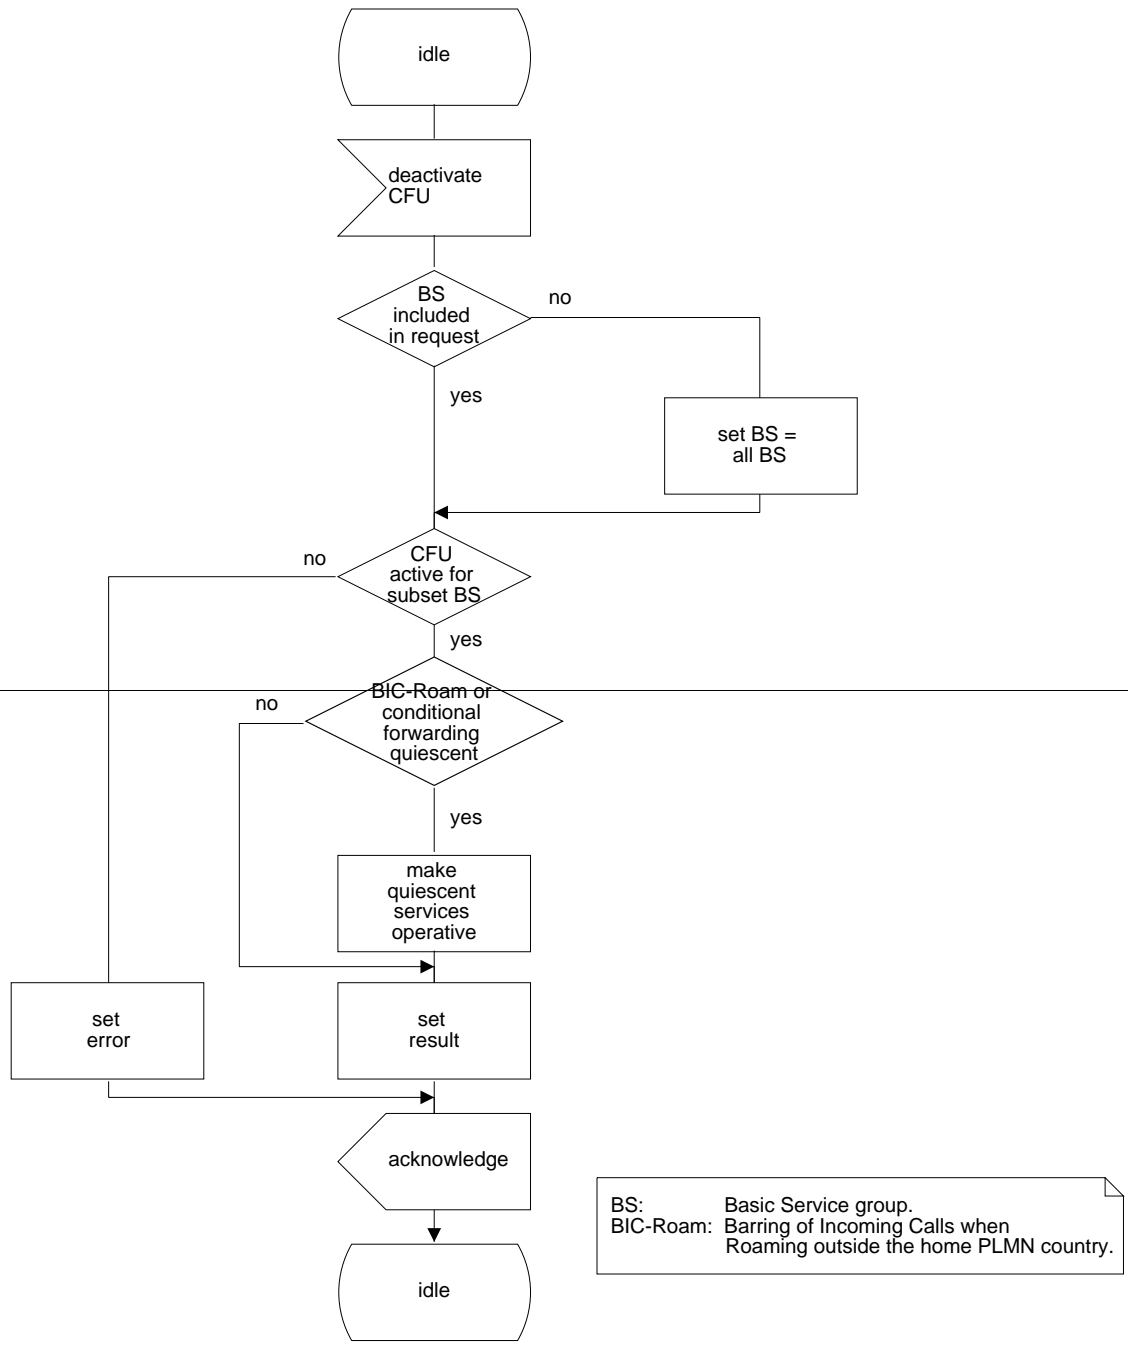 idle
deactivate
CFU
BS
included
in request
no
yes
set BS =
all BS
CFU
active for
subset BS
no
yes
BIC-Roam or
conditional
forwarding
quiescent
no
yes
make
quiescent
services
operative
set
error
set
result
acknowledge
BS: Basic Service group.
BIC-Roam: Barring of Incoming Calls when
Roaming outside the home PLMN country.
idle